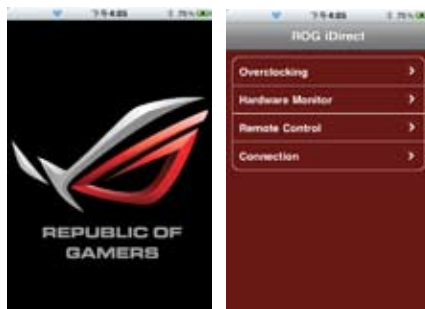 REPUBLIC OF
GAMERS
ROG iDirect
Overclocking
Hardware Monitor
Remote Control
Connection